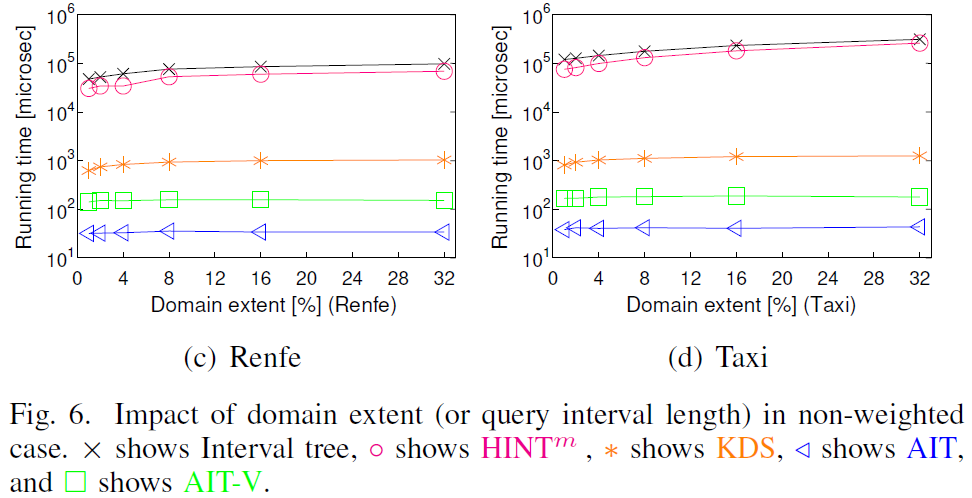 10^6
10^5
10^4
10^3
10^2
10^1
Running time [microsec]
0 4 8 12 16 20 24 28 32
Domain extent [%] (Renfe)
(c) Renfe
10^6
10^5
10^4
10^3
10^2
10^1
Running time [microsec]
0 4 8 12 16 20 24 28 32
Domain extent [%] (Taxi)
(d) Taxi
Fig. 6. Impact of domain extent (or query interval length) in non-weighted
case. × shows Interval tree, ○ shows HINT^m , ∗ shows KDS, ◁ shows AIT,
and □ shows AIT-V.